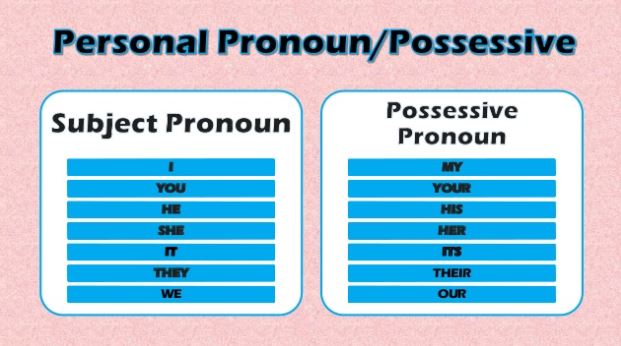 Personal Pronoun/Possessive
Subject Pronoun
I
YOU
HE
SHE
IT
THEY
WE
Possessive
Pronoun
MY
YOUR
HIS
HER
ITS
THEIR
OUR